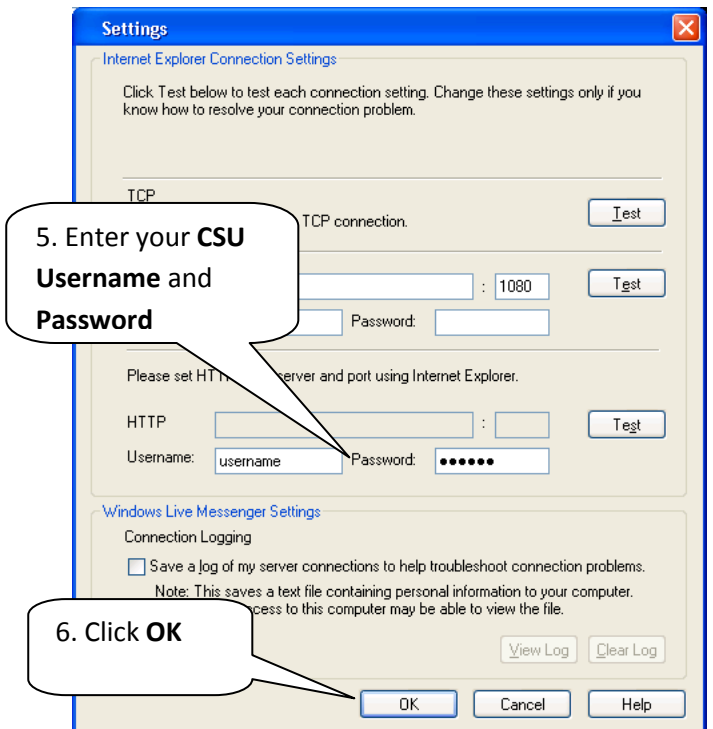 Settings
Internet Explorer Connection Settings
Click Test below to test each connection setting. Change these settings only if you
know how to resolve your connection problem.
TCP
TCP connection.
Test
5. Enter your CSU
Username and
Password
: 1080
Test
Password:
Please set HT server and port using Internet Explorer.
HTTP
:
Test
Username:
username
Password:
●●●●●●
Windows Live Messenger Settings
Connection Logging
Save a log of my server connections to help troubleshoot connection problems.
Note: This saves a text file containing personal information to your computer.
cess to this computer may be able to view the file.
6. Click OK
View Log
Clear Log
OK
Cancel
Help